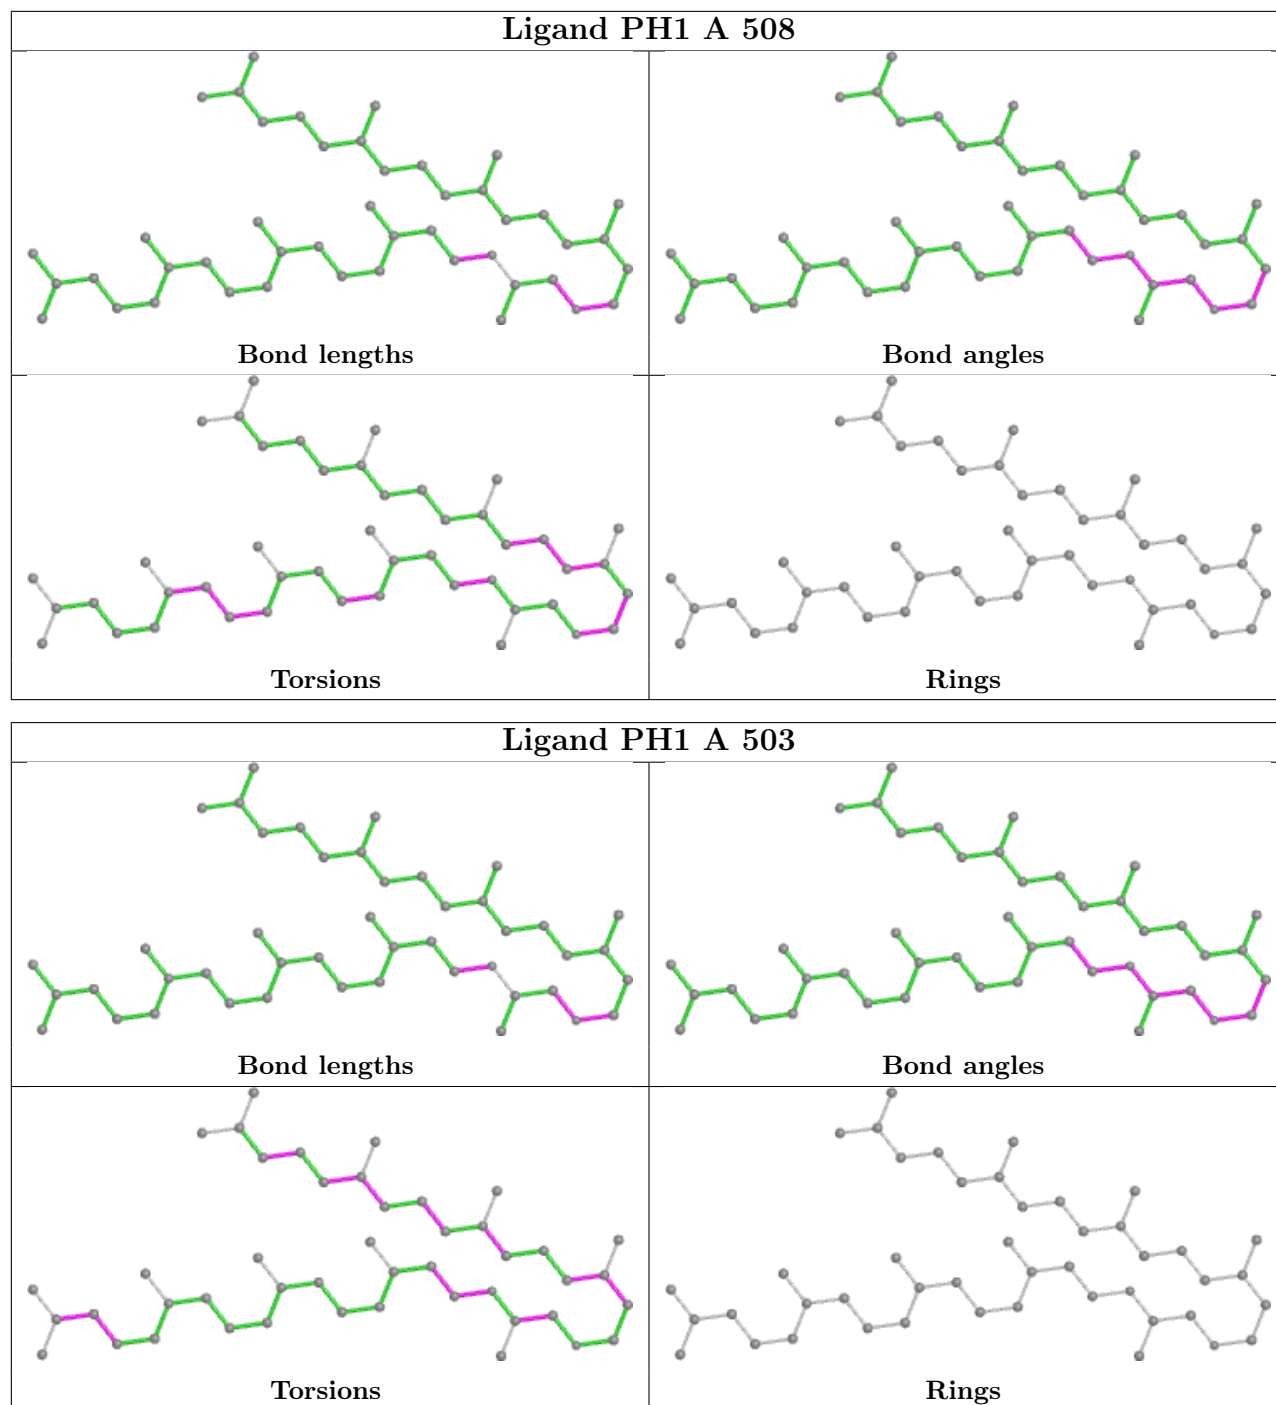 Ligand PH1 A 508
Bond lengths
Bond angles
Torsions
Rings
Ligand PH1 A 503
Bond lengths
Bond angles
Torsions
Rings